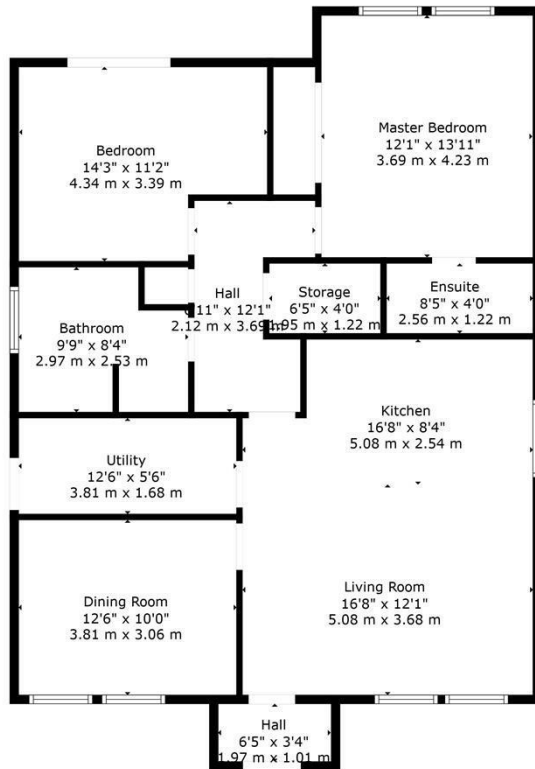 Master Bedroom
12'1" x 13'11"
3.69 m x 4.23 m
Bedroom
14'3" x 11'2"
4.34 m x 3.39 m
Hall
11" x 12'1"
2.12 m x 3.69
Storage
6'5" x 4'0"
1.95 m x 1.22 m
Ensuite
8'5" x 4'0"
2.56 m x 1.22 m
Bathroom
9'9" x 8'4"
2.97 m x 2.53 m
Kitchen
16'8" x 8'4"
5.08 m x 2.54 m
Utility
12'6" x 5'6"
3.81 m x 1.68 m
Living Room
16'8" x 12'1"
5.08 m x 3.68 m
Dining Room
12'6" x 10'0"
3.81 m x 3.06 m
Hall
6'5" x 3'4"
1.97 m x 1.01 m